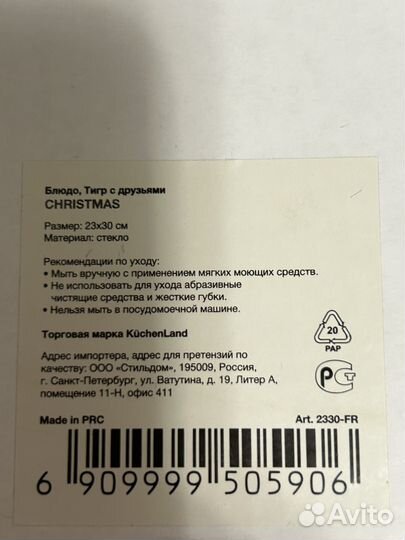 Блюдо, Тигр с друзьями
CHRISTMAS
Размер: 23х30 см
Материал: стекло
Рекомендации по уходу:
• Мыть вручную с применением мягких моющих средств.
• Не использовать для ухода абразивные
чистящие средства и жесткие губки.
• Нельзя мыть в посудомоечной машине.
Торговая марка KüchenLand
Адрес импортера, адрес для претензий по
качеству: ООО «Стильдом», 195009, Россия,
г. Санкт-Петербург, ул. Ватутина, д. 19, Литер А,
помещение 11-Н, офис 411
20
PAP
РСТ
Made in PRC
Art. 2330-FR
6 909999 505906
Avito